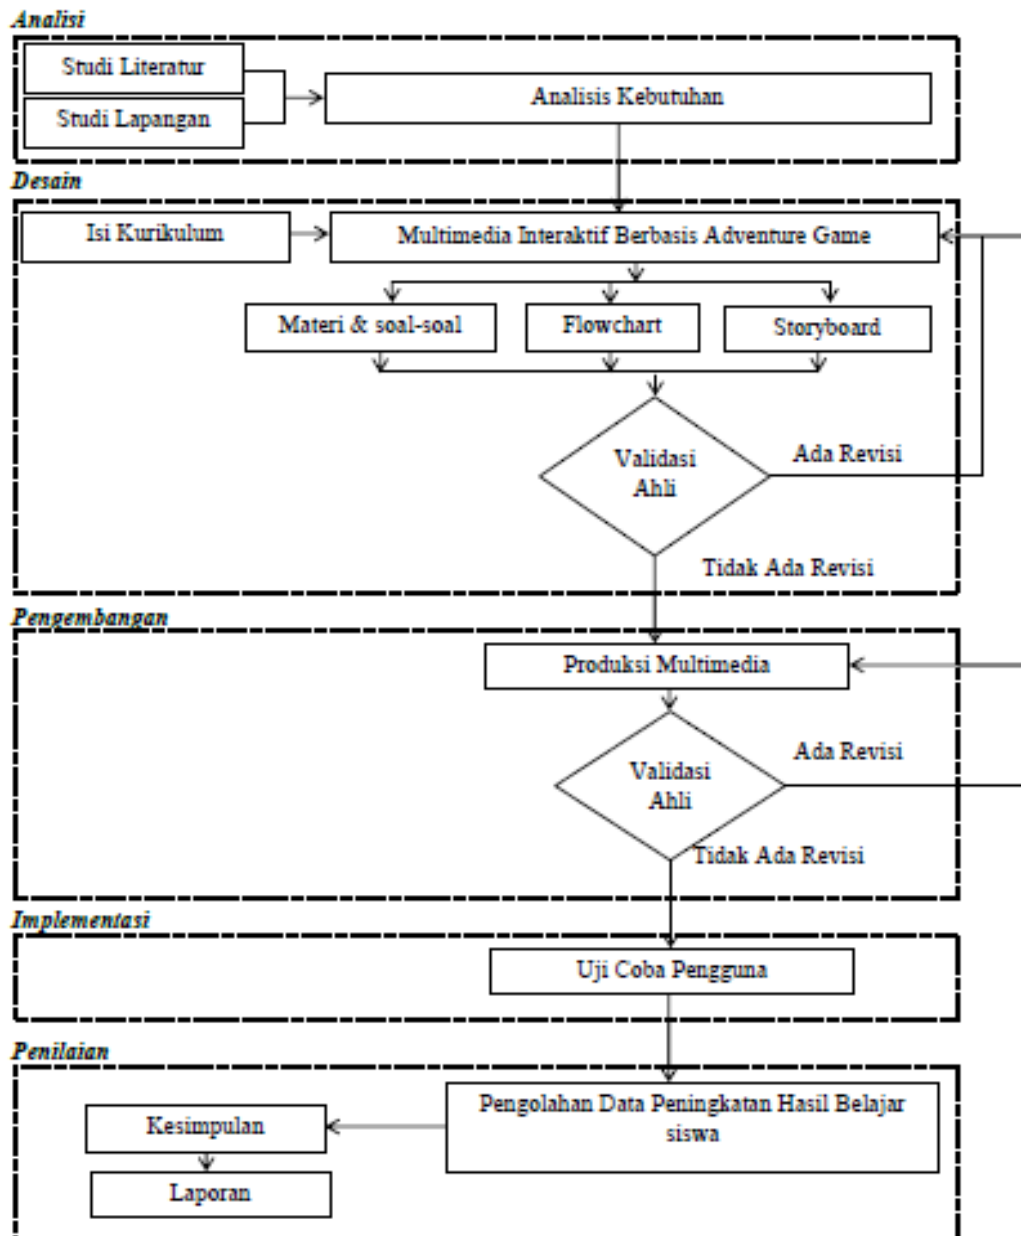 Analisi
Studi Literatur
Studi Lapangan
Analisis Kebutuhan
Desain
Isi Kurikulum
Multimedia Interaktif Berbasis Adventure Game
Materi & soal-soal
Flowchart
Storyboard
Validasi
Ahli
Ada Revisi
Tidak Ada Revisi
Pengembangan
Produksi Multimedia
Validasi
Ahli
Ada Revisi
Tidak Ada Revisi
Implementasi
Uji Coba Pengguna
Penilaian
Pengolahan Data Peningkatan Hasil Belajar
siswa
Kesimpulan
Laporan